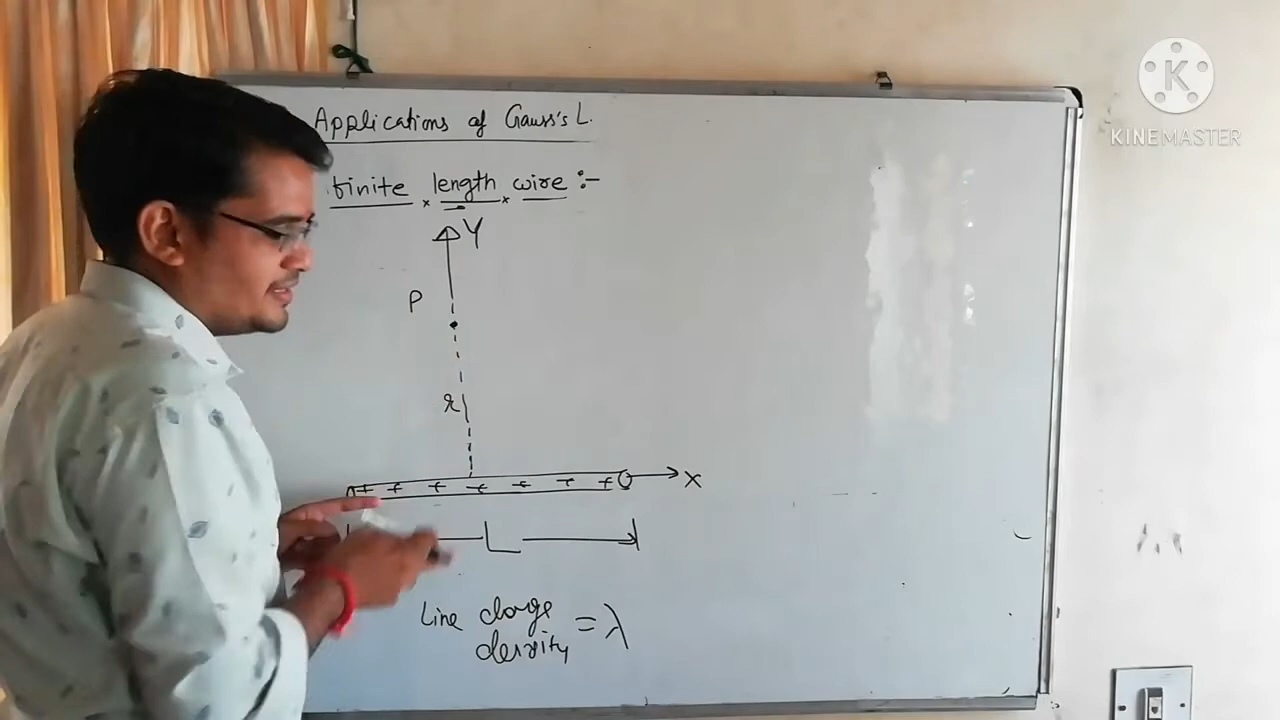 Applications of Gauss's L.
finite length wire :-
Y
P
r
+ + + + + + +
X
L
Line charge
density = λ
K
KINEMASTER